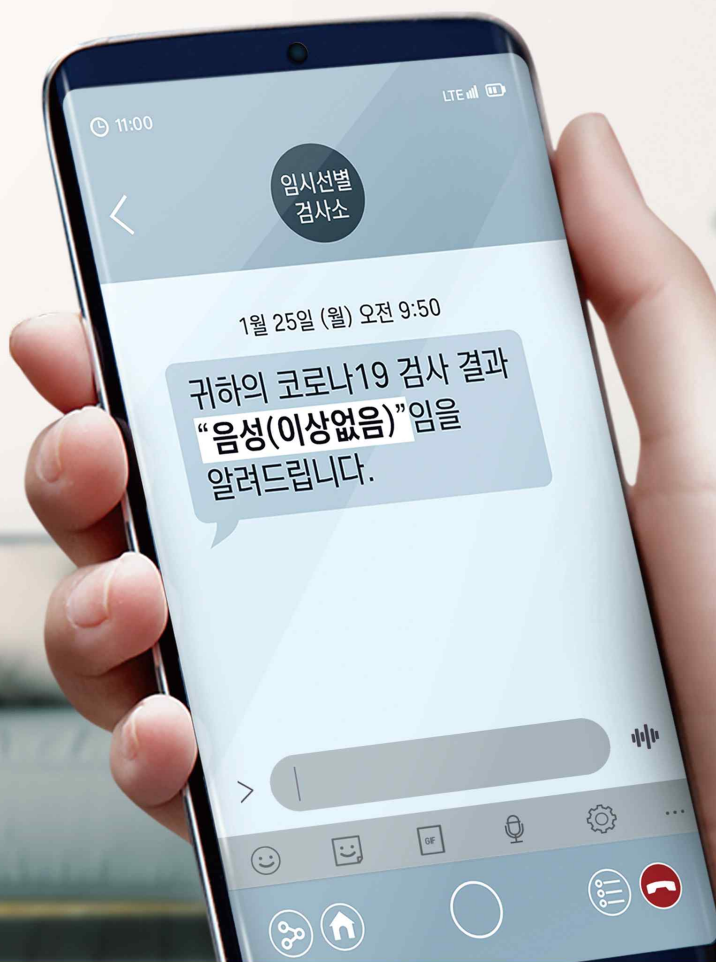 11:00
LTE
임시선별
검사소
1월 25일 (월) 오전 9:50
귀하의 코로나19 검사 결과
“음성(이상없음)”임을
알려드립니다.
GIF